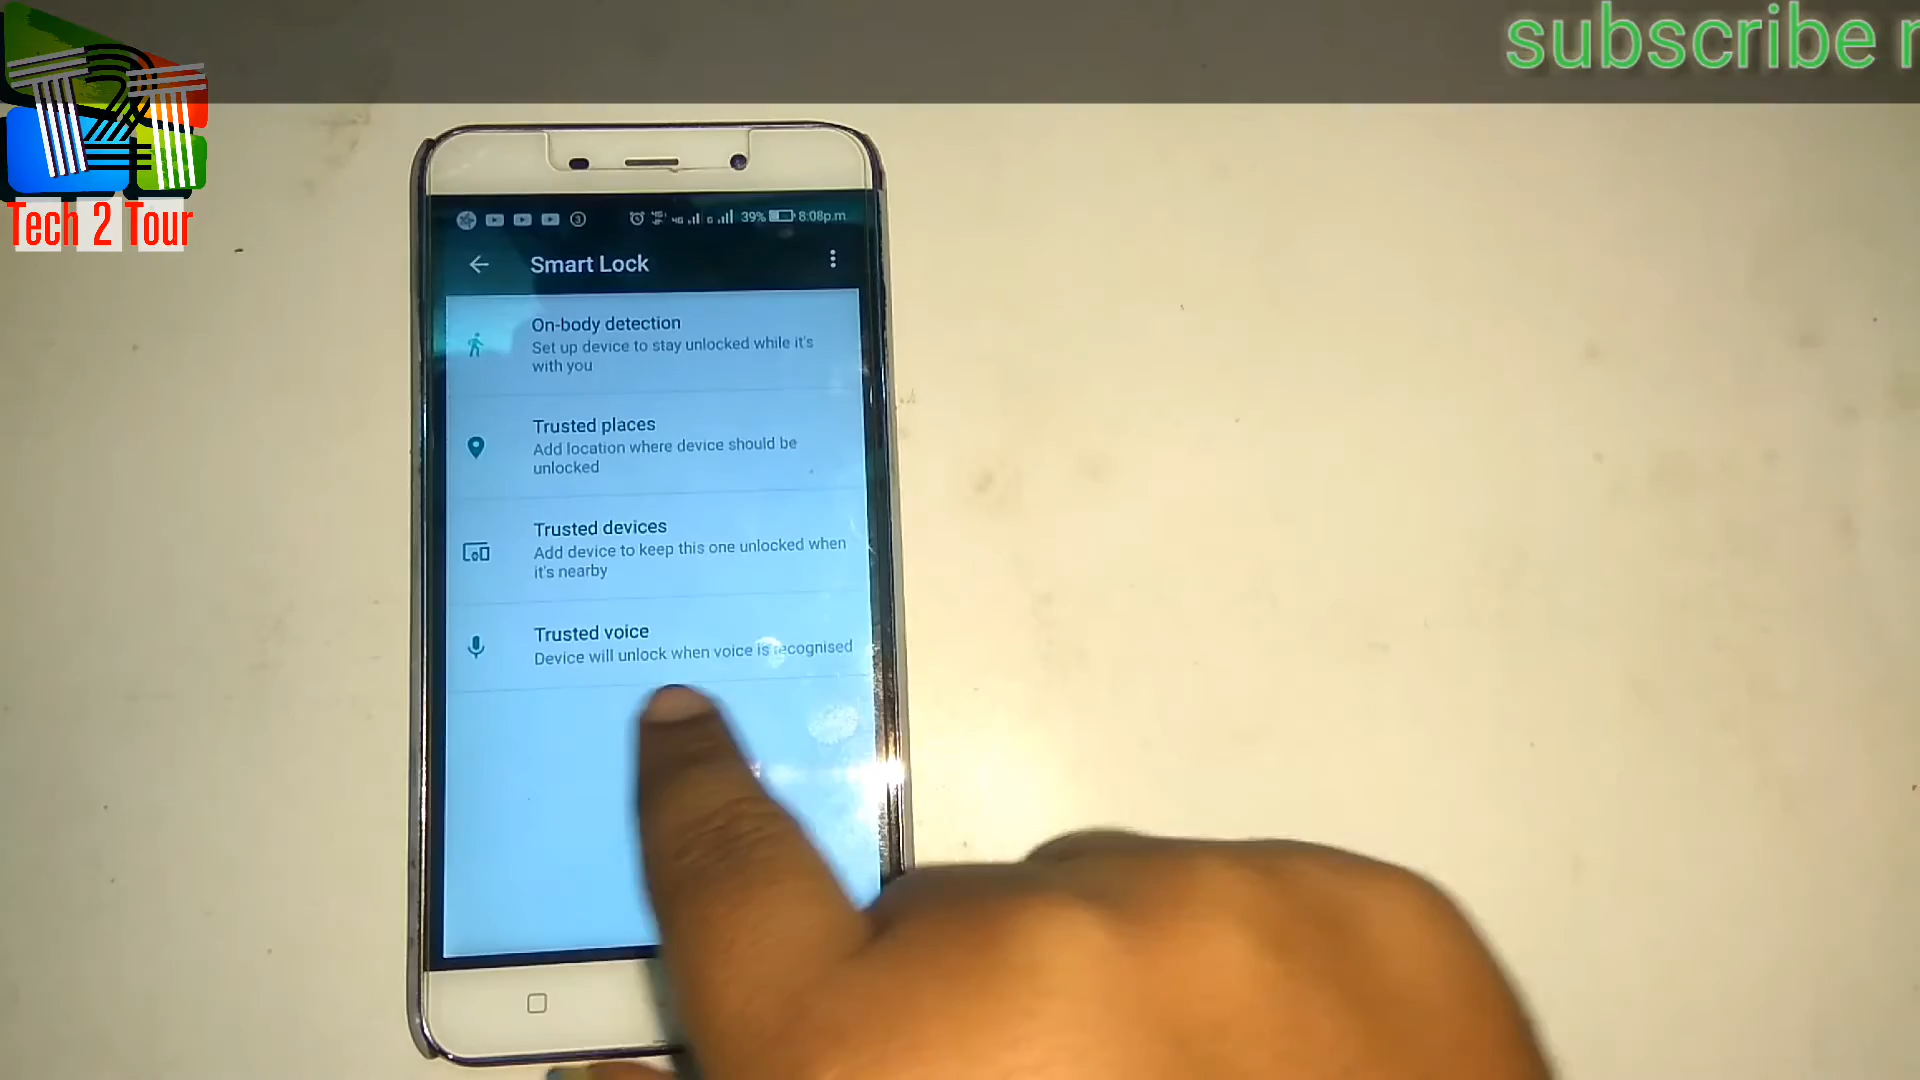 subscribe
T2T
Tech 2 Tour
39% 8:08p.m.
Smart Lock
On-body detection
Set up device to stay unlocked while it's
with you
Trusted places
Add location where device should be
unlocked
Trusted devices
Add device to keep this one unlocked when
it's nearby
Trusted voice
Device will unlock when voice is recognised